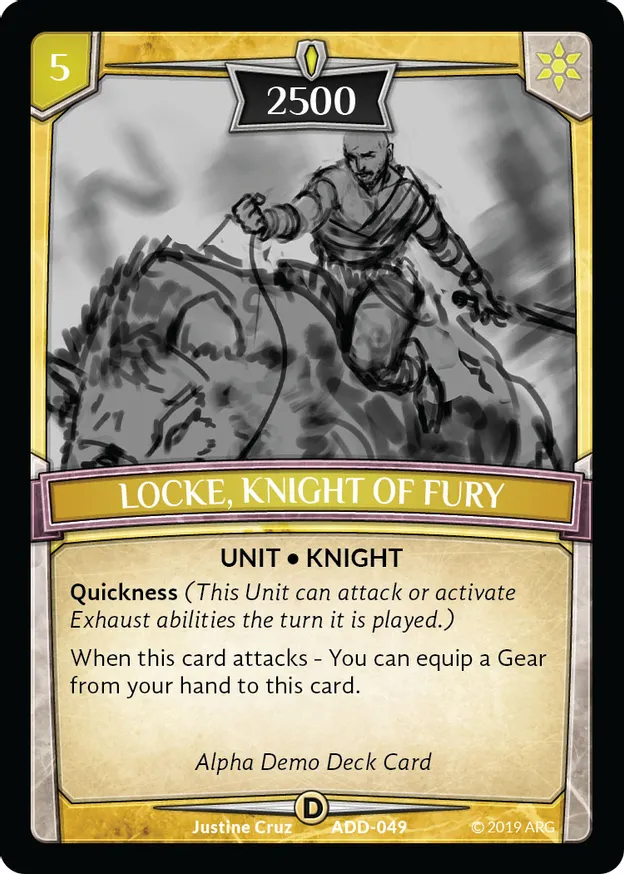 5
2500
LOCKE, KNIGHT OF FURY
UNIT • KNIGHT
Quickness (This Unit can attack or activate
Exhaust abilities the turn it is played.)
When this card attacks - You can equip a Gear
from your hand to this card.
Alpha Demo Deck Card
D
Justine Cruz ADD-049 © 2019 ARG